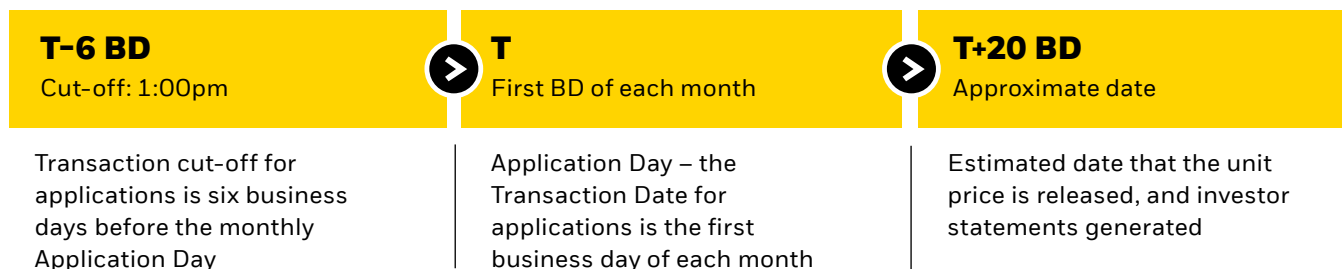 T-6 BD
Cut-off: 1:00pm
Transaction cut-off for
applications is six business
days before the monthly
Application Day
T
First BD of each month
Application Day – the
Transaction Date for
applications is the first
business day of each month
T+20 BD
Approximate date
Estimated date that the unit
price is released, and investor
statements generated